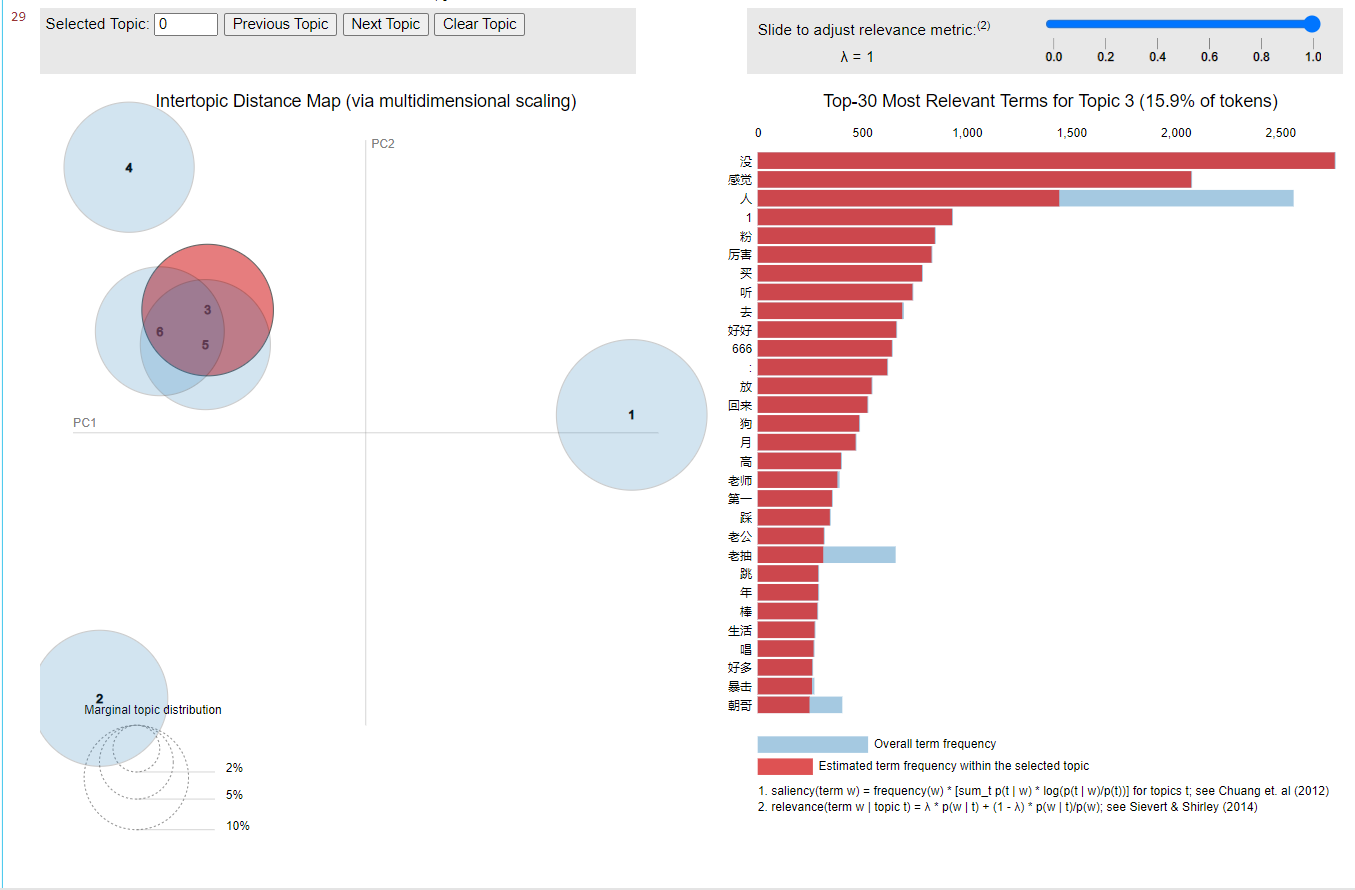 29
Selected Topic: 0 Previous Topic Next Topic Clear Topic
Slide to adjust relevance metric:(2)
λ = 1
0.0 0.2 0.4 0.6 0.8 1.0
Intertopic Distance Map (via multidimensional scaling)
PC2
PC1
4
3
6
5
1
2
Marginal topic distribution
2%
5%
10%
Top-30 Most Relevant Terms for Topic 3 (15.9% of tokens)
0 500 1,000 1,500 2,000 2,500
没
感觉
人
1
粉
厉害
买
听
去
好好
666
:
放
回来
狗
月
高
老师
第一
踩
老公
老抽
跳
年
棒
生活
唱
好多
暴击
朝哥
Overall term frequency
Estimated term frequency within the selected topic
1. saliency(term w) = frequency(w) * [sum_t p(t | w) * log(p(t | w)/p(t))] for topics t; see Chuang et. al (2012)
2. relevance(term w | topic t) = λ * p(w | t) + (1 - λ) * p(w | t)/p(w); see Sievert & Shirley (2014)